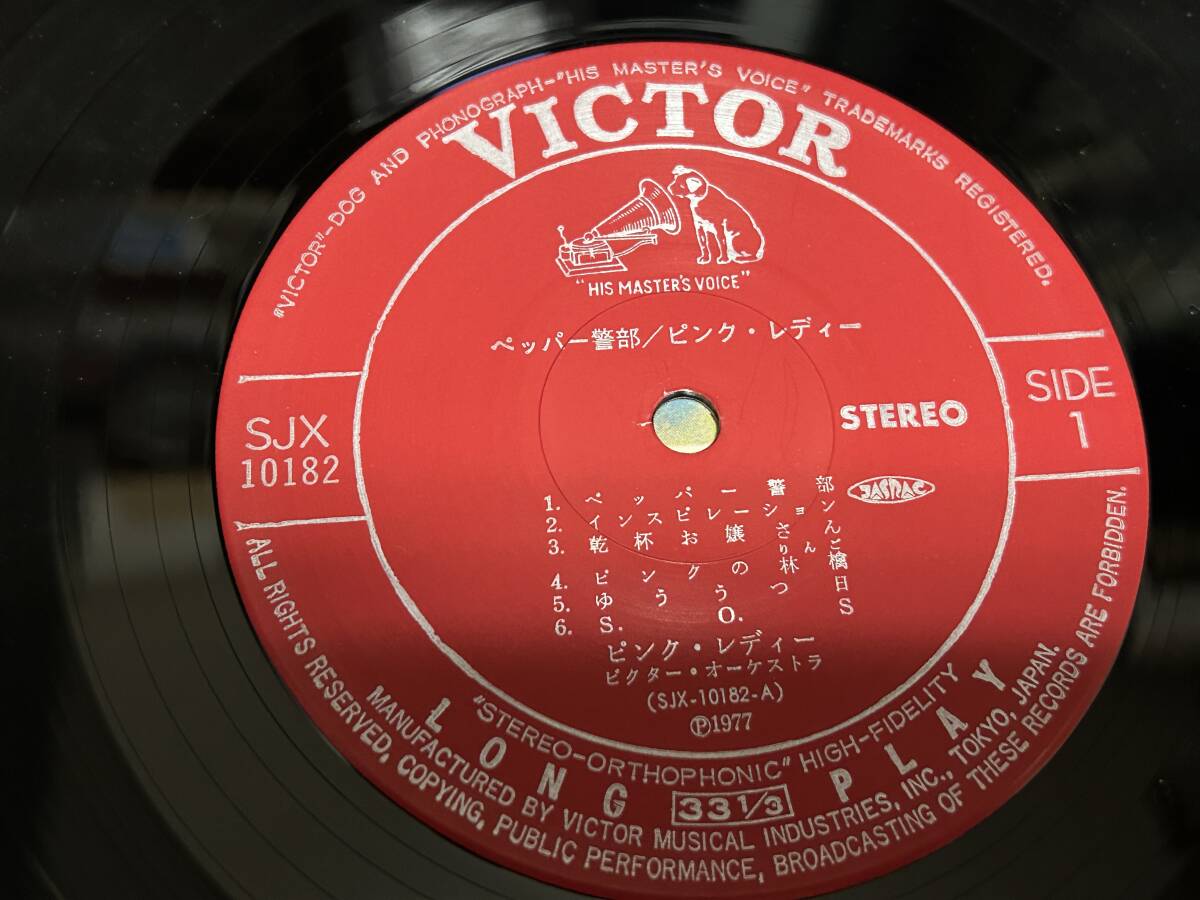 "VICTOR"-DOG AND PHONOGRAPH-"HIS MASTER'S VOICE" TRADEMARKS REGISTERED.
VICTOR
"HIS MASTER'S VOICE"
ペッパー警部/ピンク・レディー
SJX
10182
STEREO
SIDE
1
JASRAC
1. ペッパー警部
2. インスピレーション
3. 乾杯お嬢さん
りんご
4. ピンクの林檎
5. ゆううつ日
6. S.O.S
ピンク・レディー
ビクター・オーケストラ
(SJX-10182-A)
Ⓟ1977
"STEREO-ORTHOPHONIC" HIGH-FIDELITY
LONG 33 1/3 PLAY
MANUFACTURED BY VICTOR MUSICAL INDUSTRIES, INC., TOKYO, JAPAN.
ALL RIGHTS RESERVED, COPYING, PUBLIC PERFORMANCE, BROADCASTING OF THESE RECORDS ARE FORBIDDEN.